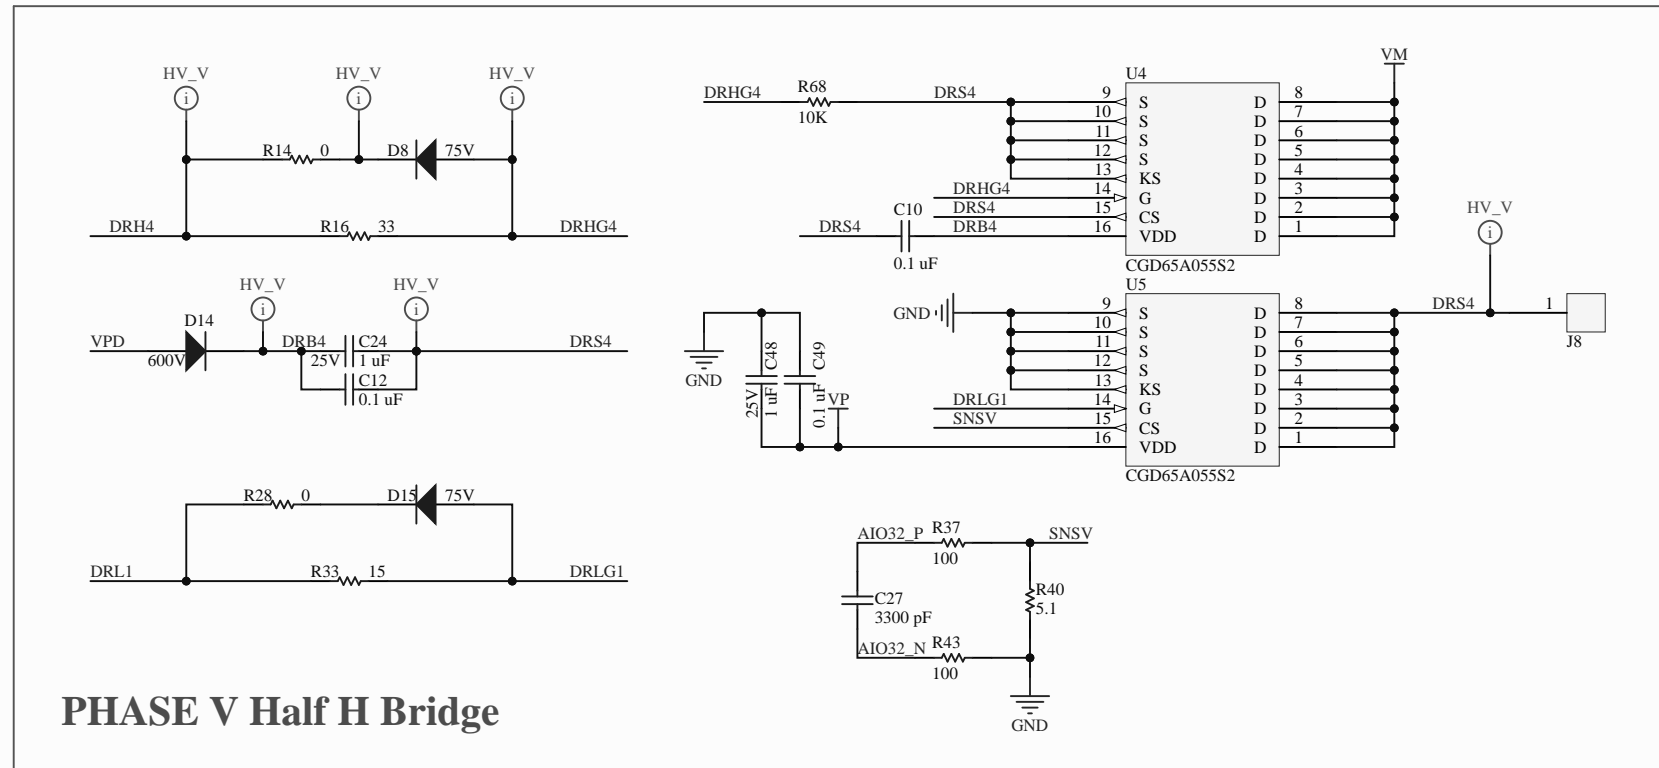 HV_V
i
HV_V
i
HV_V
i
R14 0 D8 75V
DRH4 R16 33 DRHG4
HV_V
i
HV_V
i
D14
VPD 600V DRB4 C24 DRS4
25V 1 uF
C12
0.1 uF
R28 0 D15 75V
DRL1 R33 15 DRLG1
VM
U4
DRHG4 R68 DRS4 9 S D 8
10K
10 S D 7
11 S D 6
12 S D 5
13 KS D 4
DRHG4 14 G D 3
DRS4 15 CS D 2
DRS4 C10 DRB4 16 VDD D 1
0.1 uF
CGD65A055S2
U5
GND 9 S D 8
10 S D 7
11 S D 6
12 S D 5
13 KS D 4
DRLG1 14 G D 3
SNSV 15 CS D 2
16 VDD D 1
CGD65A055S2
HV_V
i
DRS4 1
J8
GND
C48
25V 1 uF
C49
0.1 uF
VP
AIO32_P R37 SNSV
100
C27
3300 pF
R40
5.1
AIO32_N R43
100
GND
PHASE V Half H Bridge